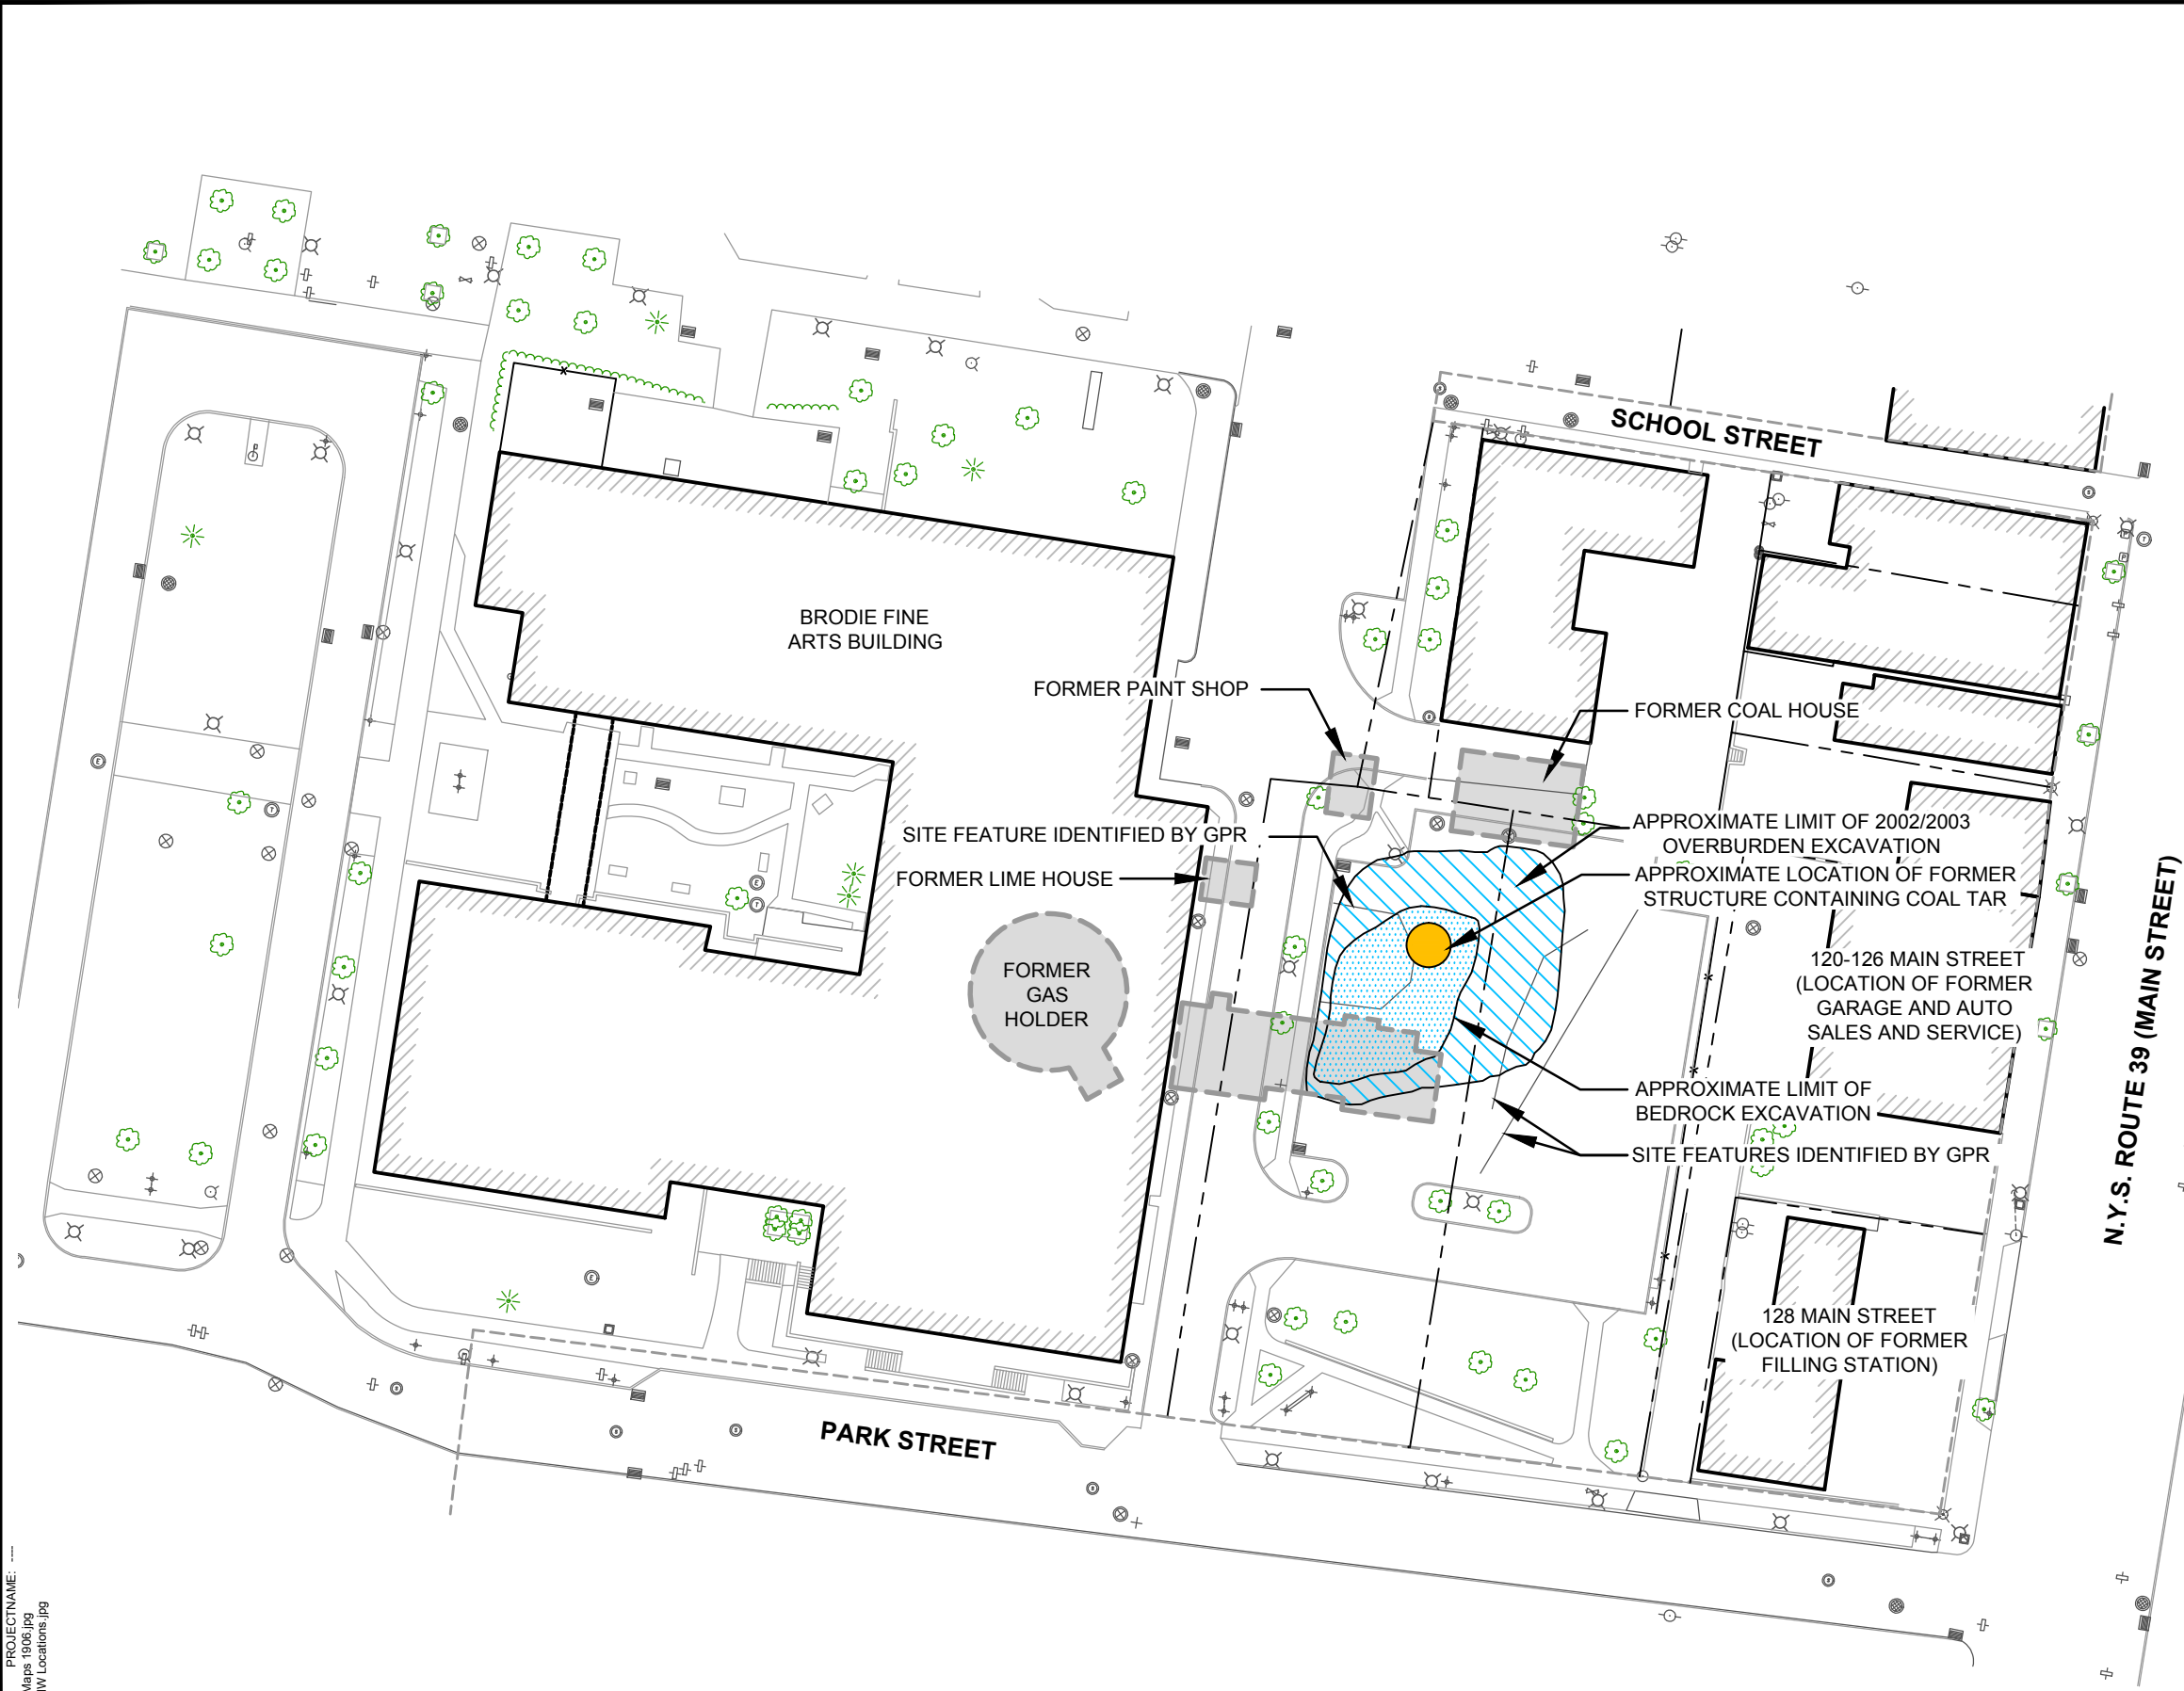 SCHOOL STREET
BRODIE FINE
ARTS BUILDING
FORMER PAINT SHOP
FORMER COAL HOUSE
SITE FEATURE IDENTIFIED BY GPR
APPROXIMATE LIMIT OF 2002/2003
OVERBURDEN EXCAVATION
FORMER LIME HOUSE
APPROXIMATE LOCATION OF FORMER
STRUCTURE CONTAINING COAL TAR
FORMER
GAS
HOLDER
120-126 MAIN STREET
(LOCATION OF FORMER
GARAGE AND AUTO
SALES AND SERVICE)
N.Y.S. ROUTE 39 (MAIN STREET)
APPROXIMATE LIMIT OF
BEDROCK EXCAVATION
SITE FEATURES IDENTIFIED BY GPR
128 MAIN STREET
(LOCATION OF FORMER
FILLING STATION)
PARK STREET
PROJECTNAME: ----
Maps 1906.jpg
IW Locations.jpg